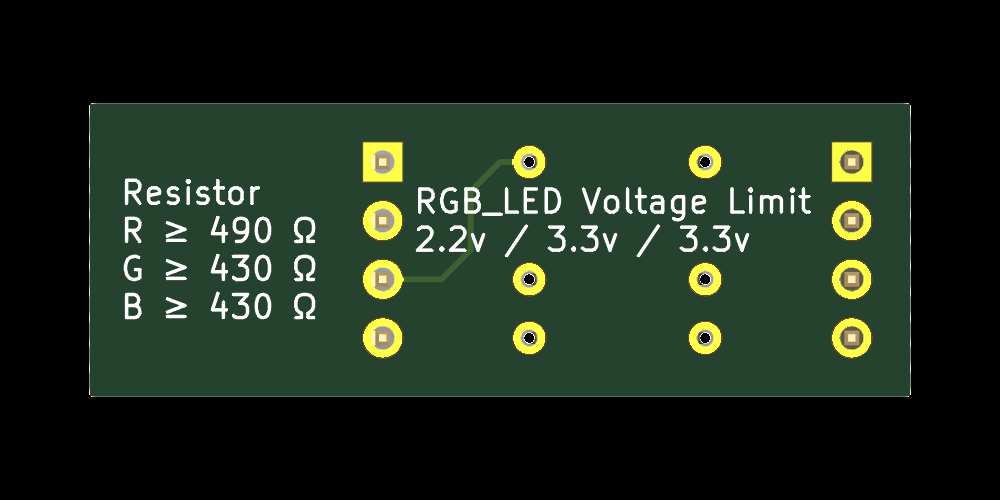 Resistor
R ≥ 490 Ω
G ≥ 430 Ω
B ≥ 430 Ω
RGB_LED Voltage Limit
2.2v / 3.3v / 3.3v